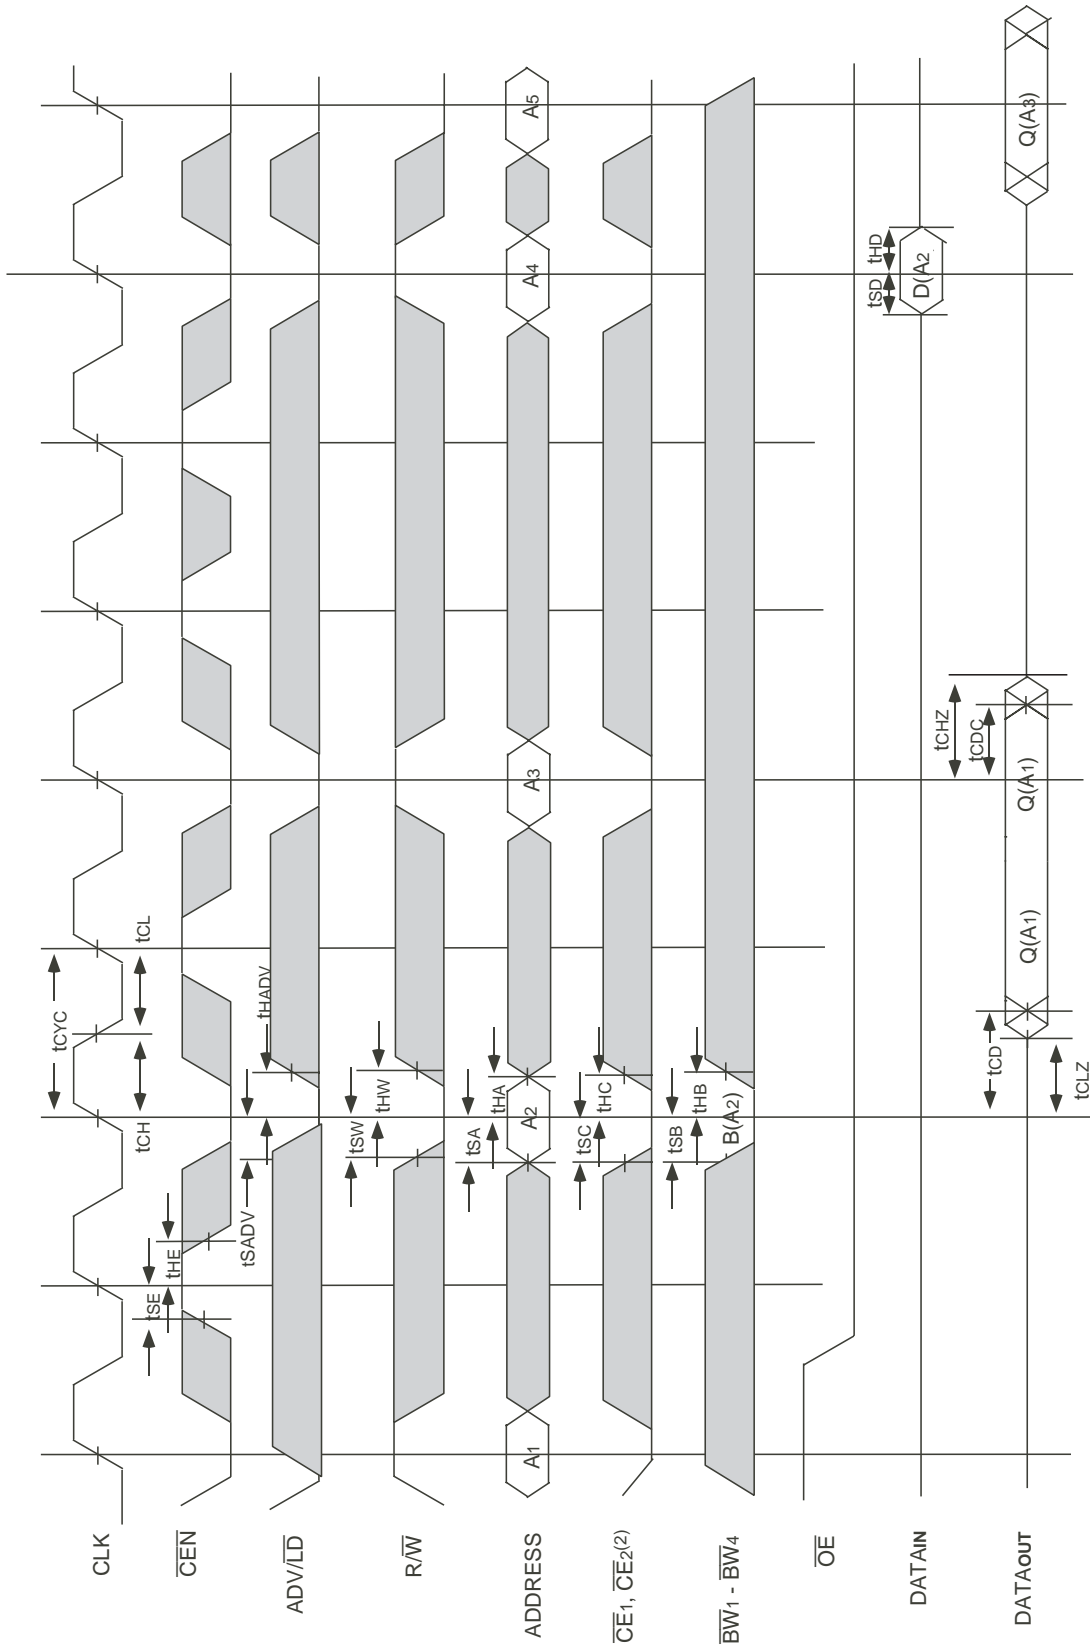 CLK
tCYC
tCH
tCL
CEN
tSE
tHE
ADV/LD
tSADV
tHADV
R/W
tSW
tHW
ADDRESS
A1
tSA
tHA
A2
A3
A4
A5
CE1, CE2(2)
tSC
tHC
BW1 - BW4
tSB
tHB
B(A2)
OE
DATAIN
tSD
tHD
D(A2
DATAOUT
tCD
tCLZ
Q(A1)
Q(A1)
tCHZ
tCDC
Q(A3)